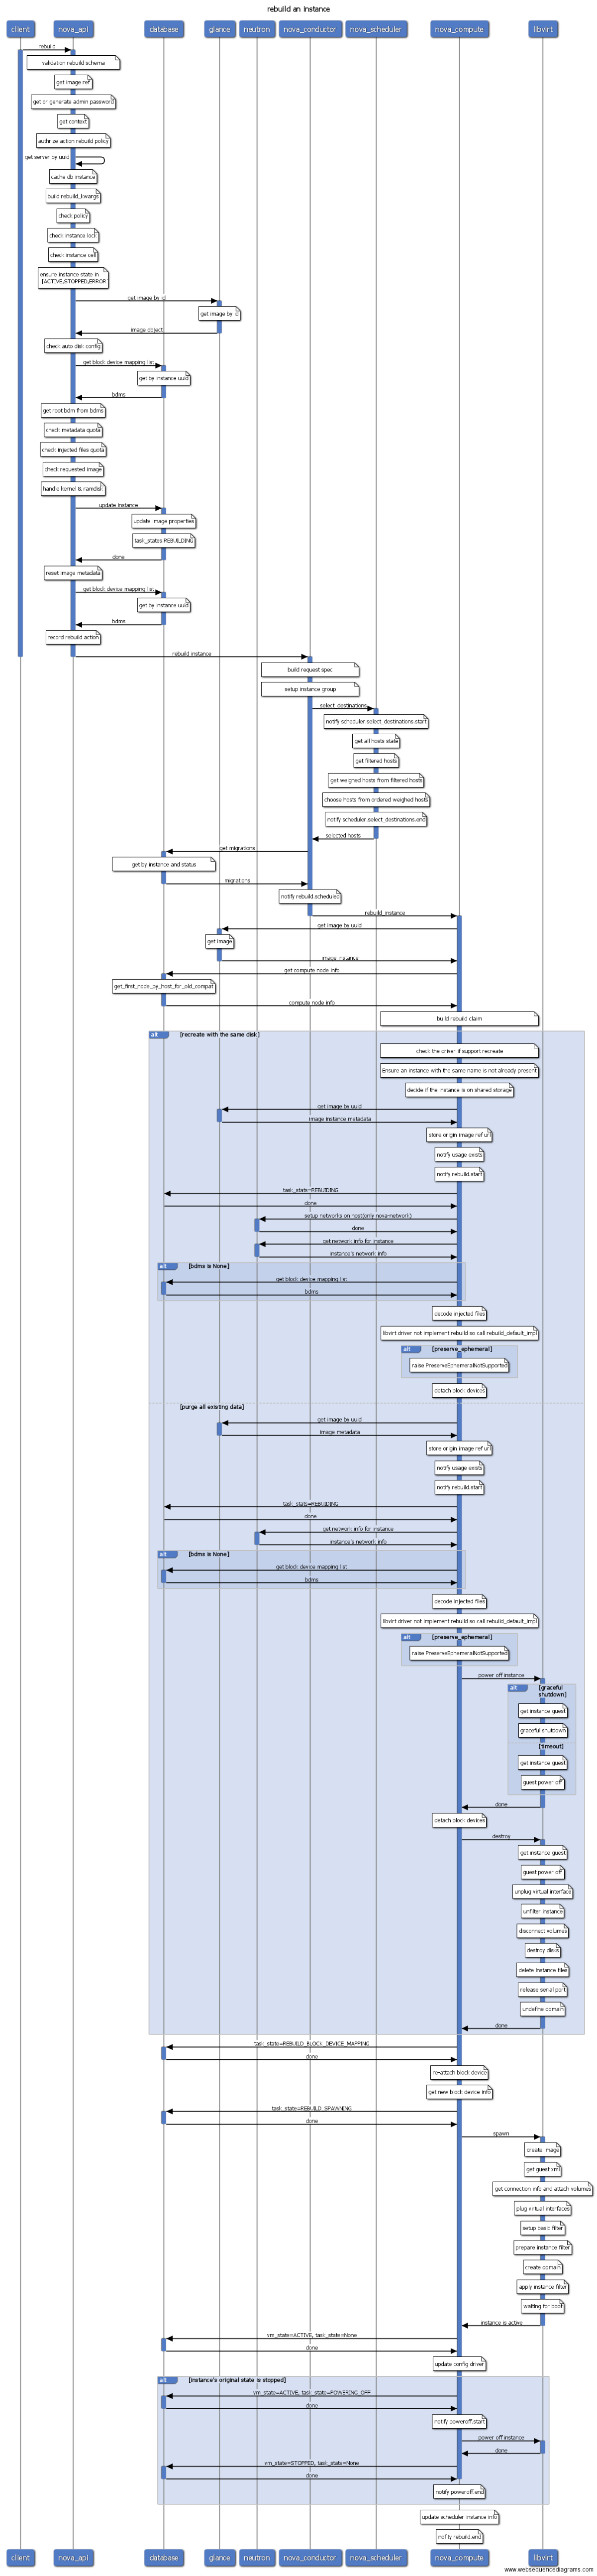 rebuild an instance
client nova_api database glance neutron nova_conductor nova_scheduler nova_compute libvirt
rebuild
validation rebuild schema
get image ref
get or generate admin password
get context
authrize action rebuild policy
get server by uuid
cache db instance
build rebuild_kwargs
check policy
check instance lock
check instance cell
ensure instance state in
[ACTIVE,STOPPED,ERROR]
get image by id
get image by id
image object
check auto disk config
get block device mapping list
get by instance uuid
bdms
get root bdm from bdms
check metadata quota
check injected files quota
check requested image
handle kernel & ramdisk
update instance
update image properties
task_states.REBUILDING
done
reset image metadata
get block device mapping list
get by instance uuid
bdms
record rebuild action
rebuild instance
build request spec
setup instance group
select_destinations
notify scheduler.select_destinations.start
get all hosts state
get filtered hosts
get weighed hosts from filtered hosts
choose hosts from ordered weighed hosts
notify scheduler.select_destinations.end
selected hosts
get migrations
get by instance and status
migrations
notify rebuild.scheduled
rebuild_instance
get image by uuid
get image
image instance
get compute node info
get_first_node_by_host_for_old_compat
compute node info
build rebuild claim
alt [recreate with the same disk]
check the driver if support recreate
Ensure an instance with the same name is not already present
decide if the instance is on shared storage
get image by uuid
image instance metadata
store origin image ref url
notify usage exists
notify rebuild.start
task_stats=REBUIDING
done
setup networks on host(only nova-network)
done
get network info for instance
instance's network info
alt [bdms is None]
get block device mapping list
bdms
decode injected files
libvirt driver not implement rebuild so call rebuild_default_impl
alt [preserve_ephemeral]
raise PreserveEphemeralNotSupported
detach block devices
[purge all existing data]
get image by uuid
image metadata
store origin image ref url
notify usage exists
notify rebuild.start
task_stats=REBUIDING
done
get network info for instance
instance's network info
alt [bdms is None]
get block device mapping list
bdms
decode injected files
libvirt driver not implement rebuild so call rebuild_default_impl
alt [preserve_ephemeral]
raise PreserveEphemeralNotSupported
power off instance
alt [graceful
shutdown]
get instance guest
graceful shutdown
[timeout]
get instance guest
guest power off
done
detach block devices
destroy
get instance guest
guest power off
unplug virtual interface
unfilter instance
disconnect volumes
destroy disks
delete instance files
release serial port
undefine domain
done
task_state=REBUILD_BLOCK_DEVICE_MAPPING
done
re-attach block device
get new block device info
task_state=REBUILD_SPAWNING
done
spawn
create image
get guest xml
get connection info and attach volumes
plug virtual interfaces
setup basic filter
prepare instance filter
create domain
apply instance filter
waiting for boot
instance is active
vm_state=ACTIVE, task_state=None
done
update config driver
alt [instance's original state is stopped]
vm_state=ACTIVE, task_state=POWERING_OFF
done
notify poweroff.start
power off instance
done
vm_state=STOPPED, task_state=None
done
notify poweroff.end
update scheduler instance info
nofity rebuild.end
client nova_api database glance neutron nova_conductor nova_scheduler nova_compute libvirt
www.websequencediagrams.com